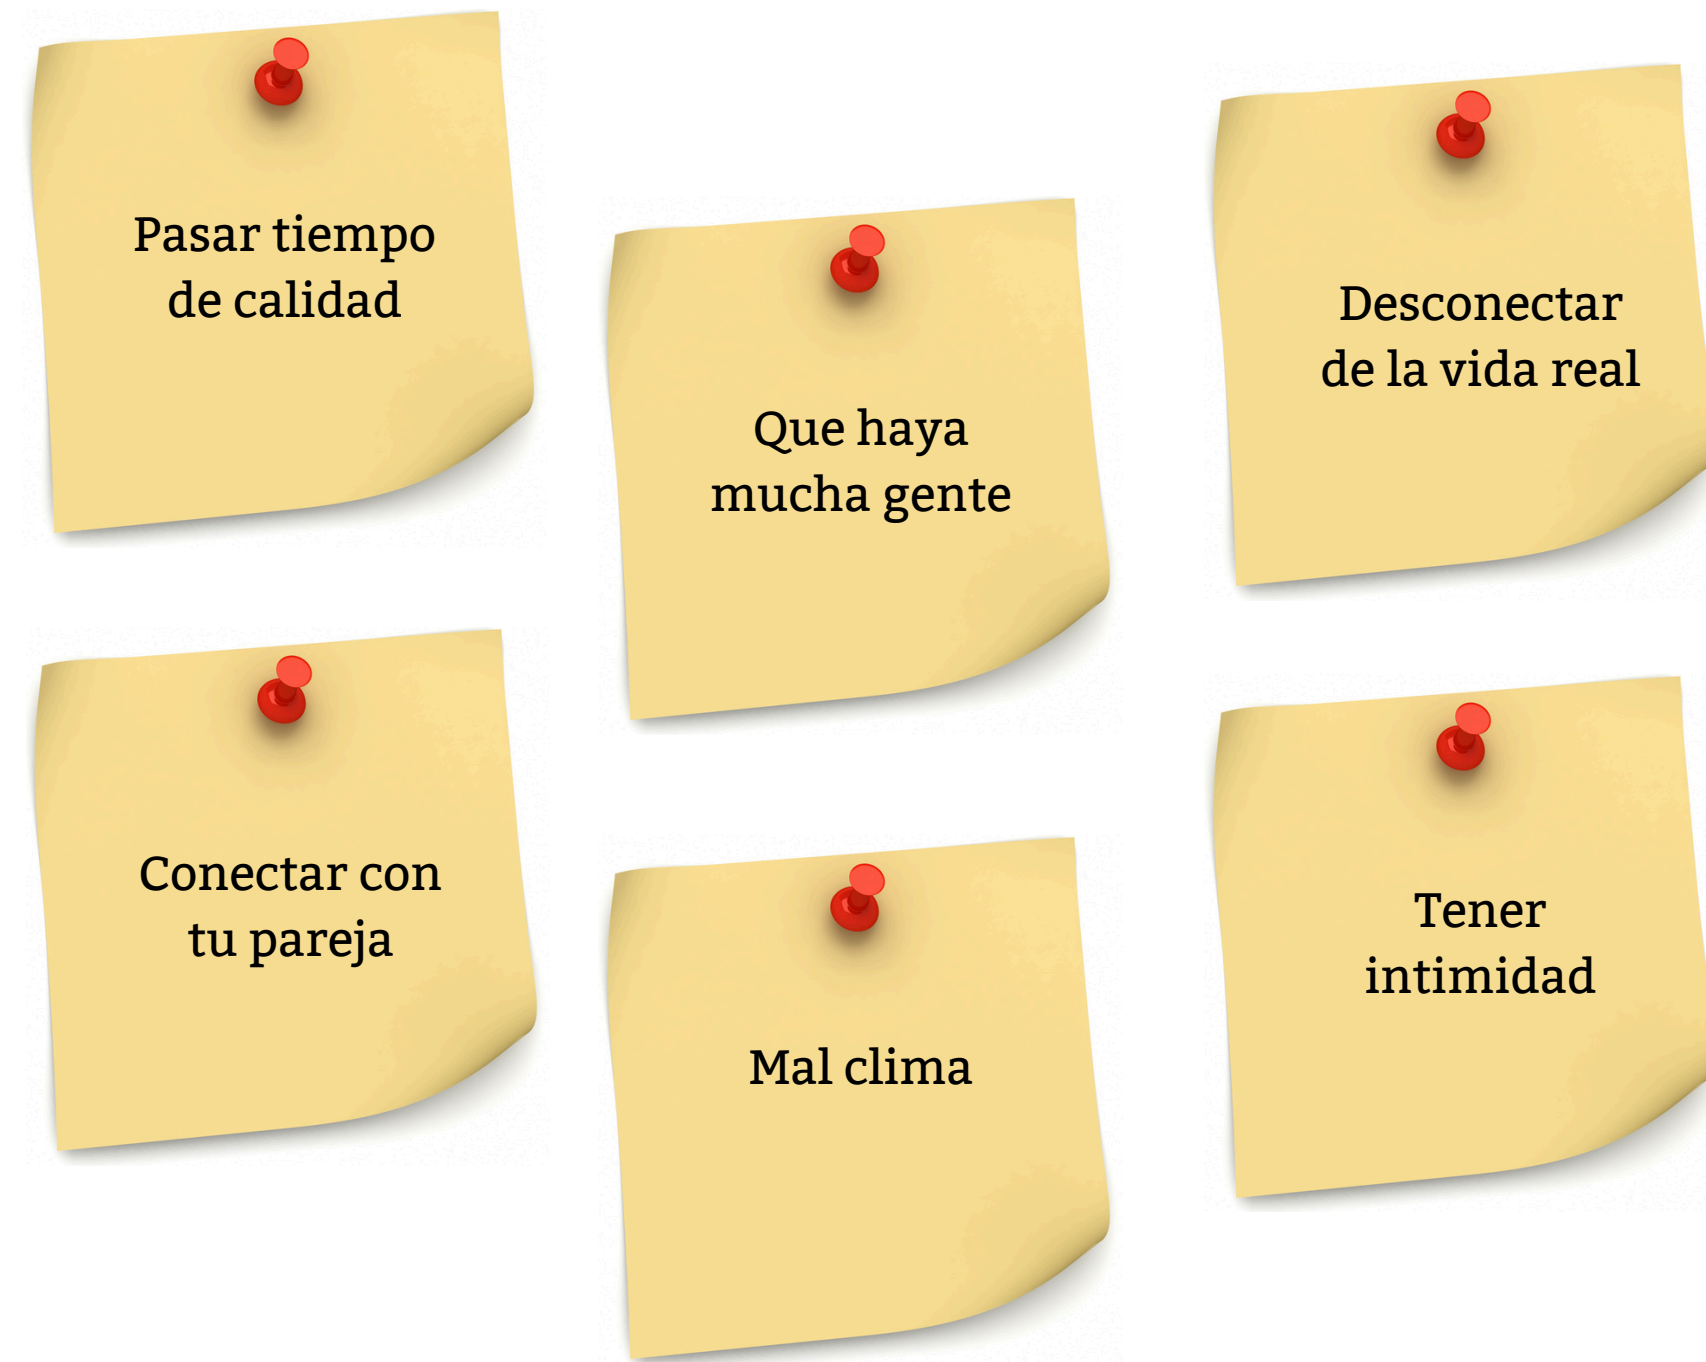 Pasar tiempo
de calidad
Que haya
mucha gente
Desconectar
de la vida real
Conectar con
tu pareja
Mal clima
Tener
intimidad